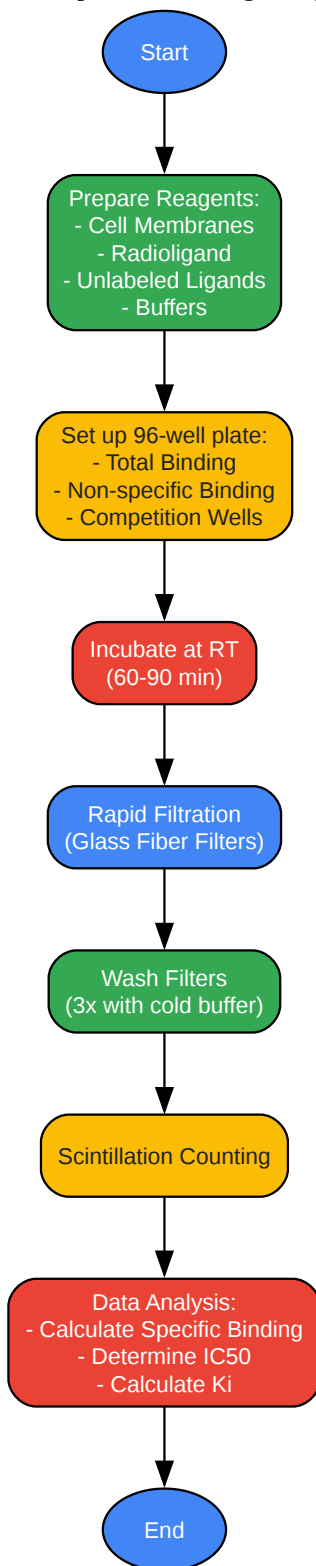 Start
Prepare Reagents:
- Cell Membranes
- Radioligand
- Unlabeled Ligands
- Buffers
Set up 96-well plate:
- Total Binding
- Non-specific Binding
- Competition Wells
Incubate at RT
(60-90 min)
Rapid Filtration
(Glass Fiber Filters)
Wash Filters
(3x with cold buffer)
Scintillation Counting
Data Analysis:
- Calculate Specific Binding
- Determine IC50
- Calculate Ki
End